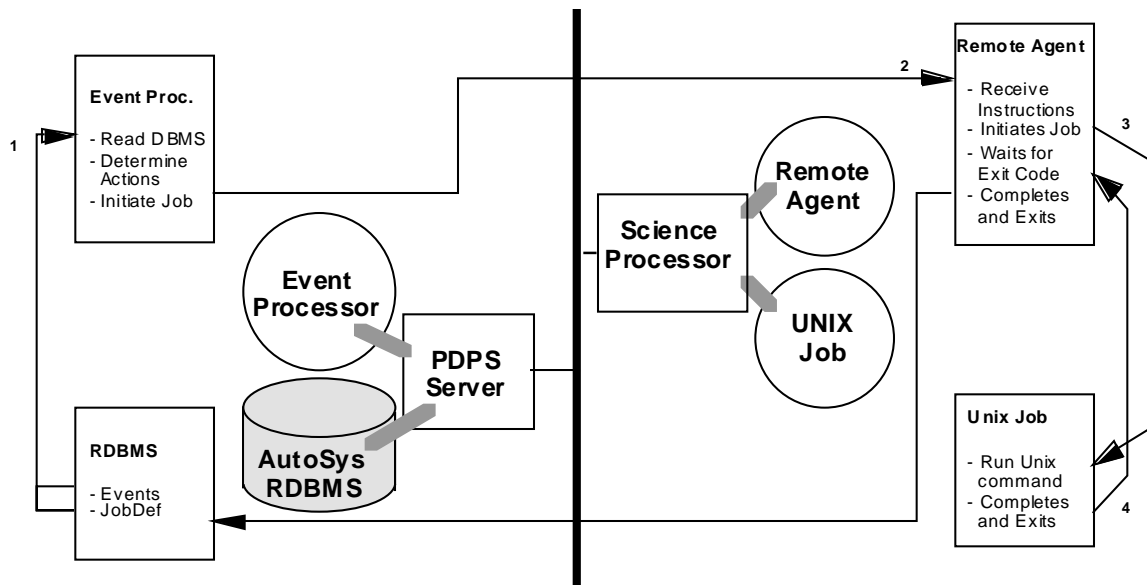 1
Event Proc.
- Read DBMS
- Determine
Actions
- Initiate Job
Event
Processor
PDPS
Server
AutoSys
RDBMS
RDBMS
- Events
- JobDef
2
Remote Agent
- Receive
Instructions
- Initiates Job
- Waits for
Exit Code
- Completes
and Exits
3
Science
Processor
Remote
Agent
UNIX
Job
Unix Job
- Run Unix
command
- Completes
and Exits
4